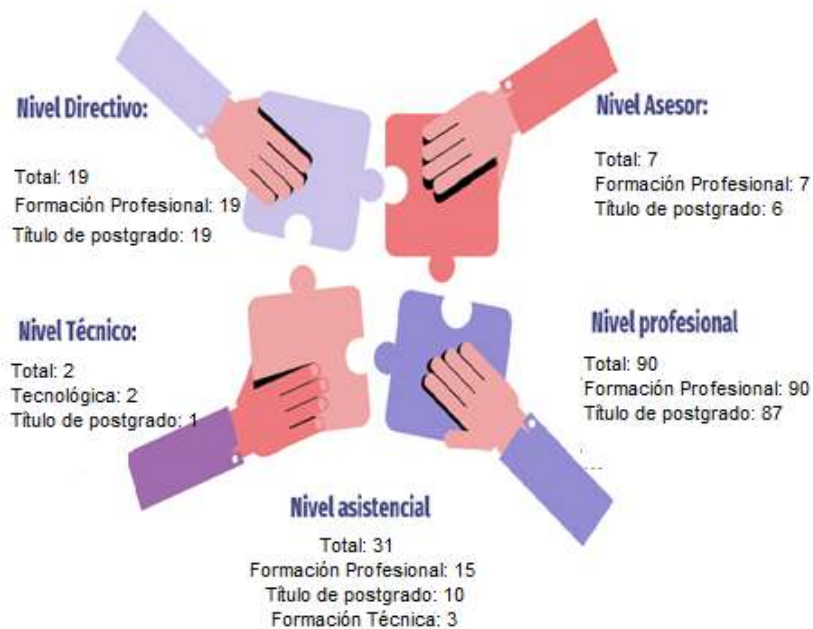 Nivel Directivo:
Total: 19
Formación Profesional: 19
Título de postgrado: 19
Nivel Asesor:
Total: 7
Formación Profesional: 7
Título de postgrado: 6
Nivel Técnico:
Total: 2
Tecnológica: 2
Título de postgrado: 1
Nivel profesional
Total: 90
Formación Profesional: 90
Título de postgrado: 87
Nivel asistencial
Total: 31
Formación Profesional: 15
Título de postgrado: 10
Formación Técnica: 3